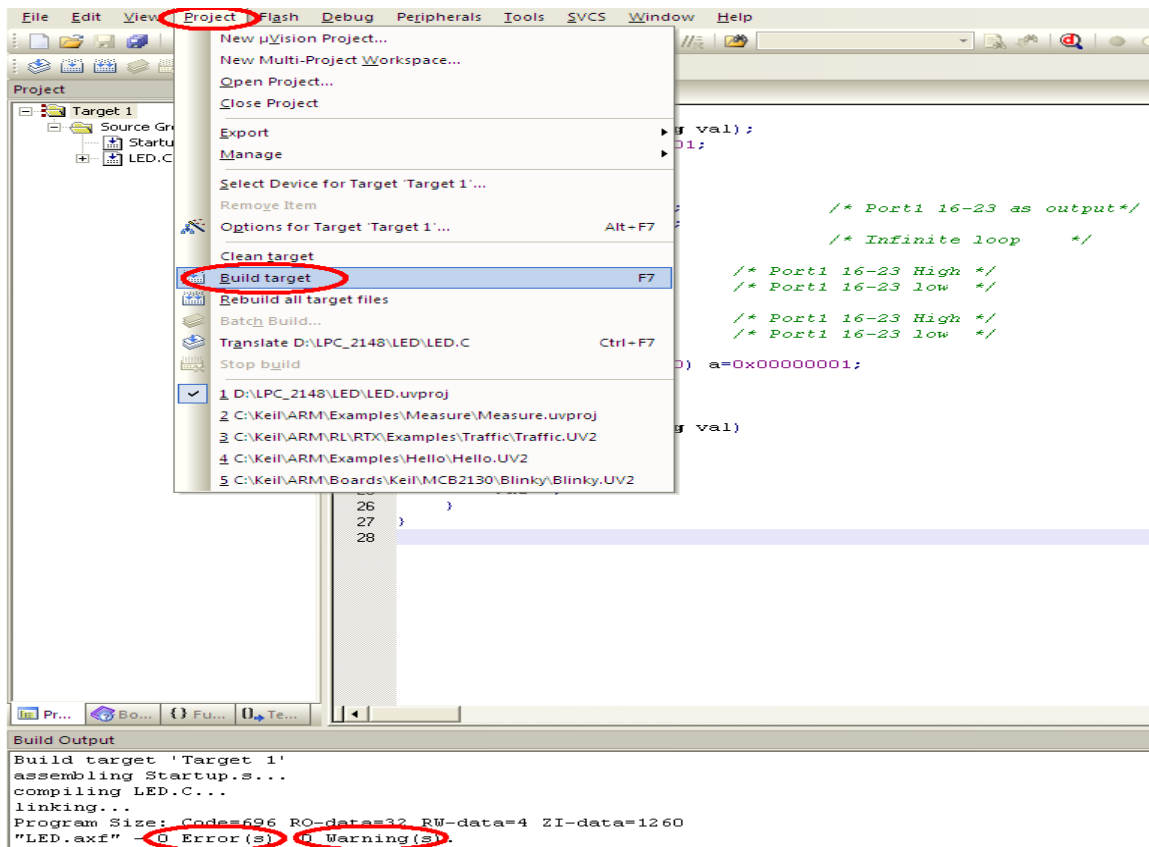 File Edit View Project Flash Debug Peripherals Tools SVCS Window Help
New µVision Project...
New Multi-Project Workspace...
Open Project...
Close Project
Export
Manage
Select Device for Target 'Target 1'...
Remove Item
Options for Target 'Target 1'... Alt+F7
Clean target
Build target F7
Rebuild all target files
Batch Build...
Translate D:\LPC_2148\LED\LED.C Ctrl+F7
Stop build
1 D:\LPC_2148\LED\LED.uvproj
2 C:\Keil\ARM\Examples\Measure\Measure.uvproj
3 C:\Keil\ARM\RL\RTX\Examples\Traffic\Traffic.UV2
4 C:\Keil\ARM\Examples\Hello\Hello.UV2
5 C:\Keil\ARM\Boards\Keil\MCB2130\Blinky\Blinky.UV2
Project
Target 1
Source Gr
Startu
LED.C
g val);
01;
; /* Port1 16-23 as output*/
;
/* Infinite loop */
/* Port1 16-23 High */
/* Port1 16-23 low */
/* Port1 16-23 High */
/* Port1 16-23 low */
0) a=0x00000001;
g val)
26 }
27 }
28
Pr... Bo... {} Fu... 0 Te...
Build Output
Build target 'Target 1'
assembling Startup.s...
compiling LED.C...
linking...
Program Size: Code=696 RO-data=32 RW-data=4 ZI-data=1260
"LED.axf" - 0 Error(s), 0 Warning(s).